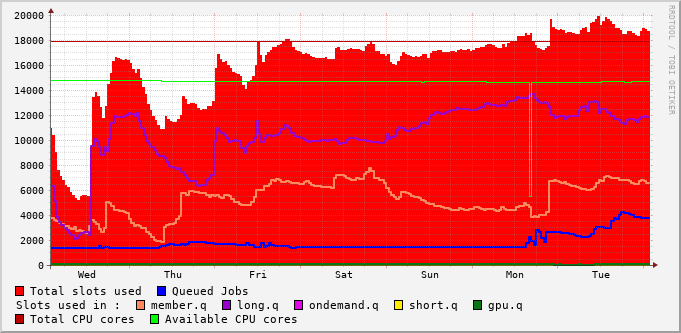 20000
18000
16000
14000
12000
10000
8000
6000
4000
2000
0
Wed Thu Fri Sat Sun Mon Tue
RRDTOOL / TOBI OETIKER
Total slots used Queued Jobs
Slots used in : member.q long.q ondemand.q short.q gpu.q
Total CPU cores Available CPU cores